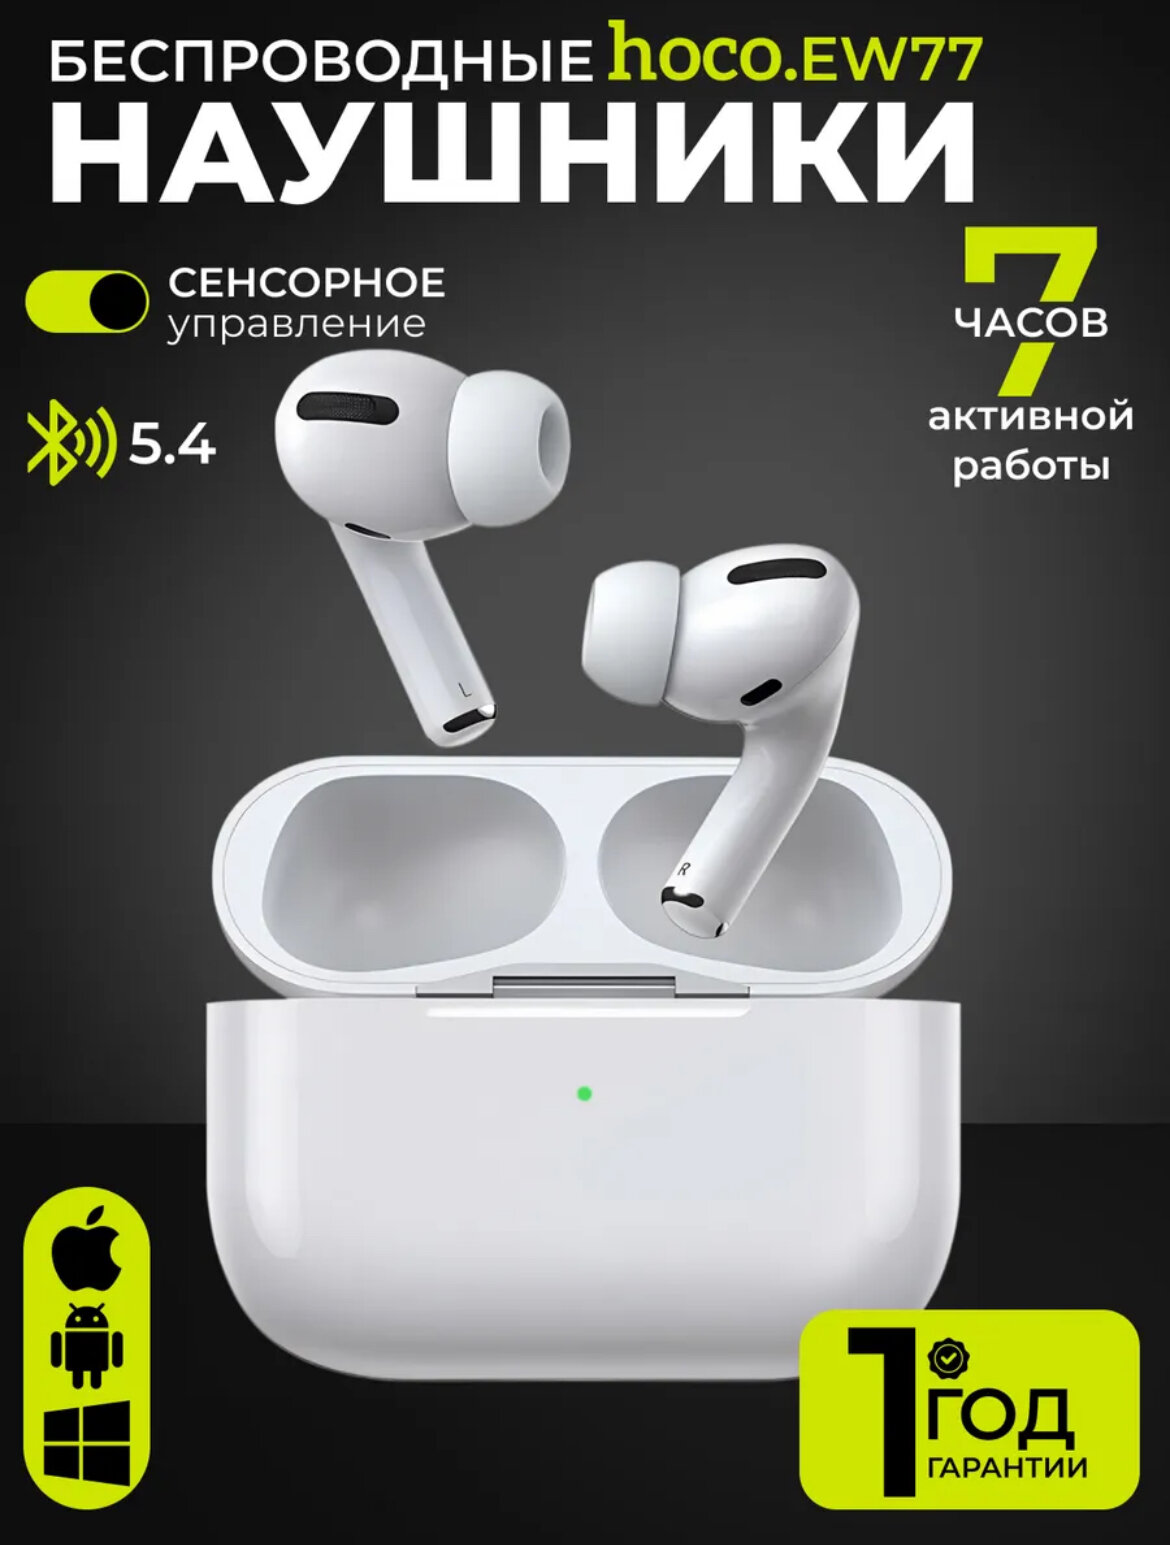 БЕСПРОВОДНЫЕ hoco.EW77
НАУШНИКИ
СЕНСОРНОЕ
управление
5.4
7
ЧАСОВ
активной
работы
L
R
1
ГОД
ГАРАНТИИ